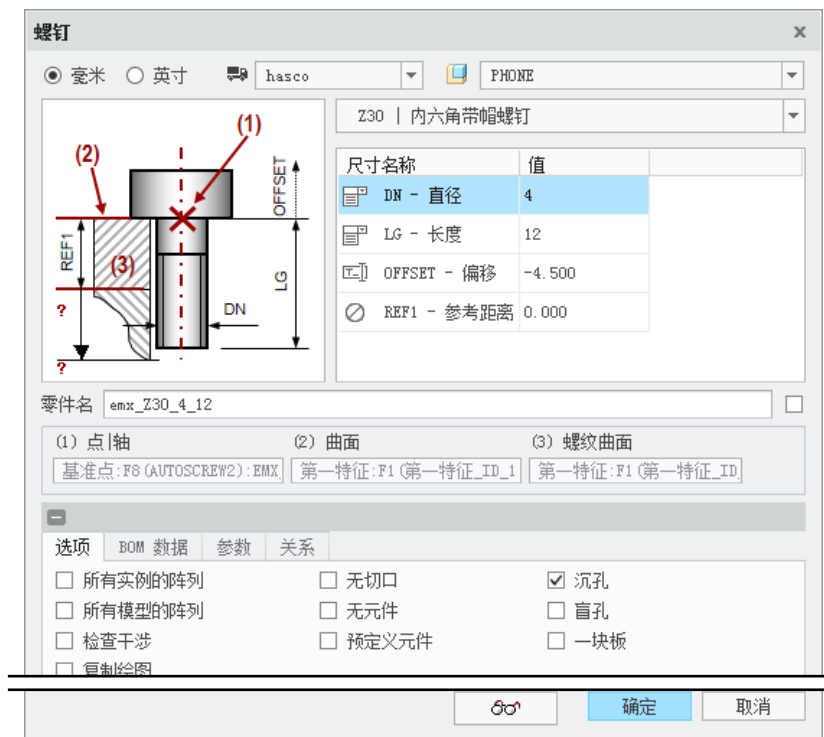 螺钉
毫米 英寸 hasco PHONE
Z30 | 内六角带帽螺钉
(1)
(2)
(3)
OFFSET
REF1
LG
DN
?
?
尺寸名称 值
DN - 直径 4
LG - 长度 12
OFFSET - 偏移 -4.500
REF1 - 参考距离 0.000
零件名 emx_Z30_4_12
(1) 点|轴 (2) 曲面 (3) 螺纹曲面
基准点:F8(AUTOSCREW2):EMX_ 第一特征:F1(第一特征_ID_1 第一特征:F1(第一特征_ID_
选项 BOM 数据 参数 关系
所有实例的阵列 无切口 沉孔
所有模型的阵列 无元件 盲孔
检查干涉 预定义元件 一块板
复制绘图
确定 取消